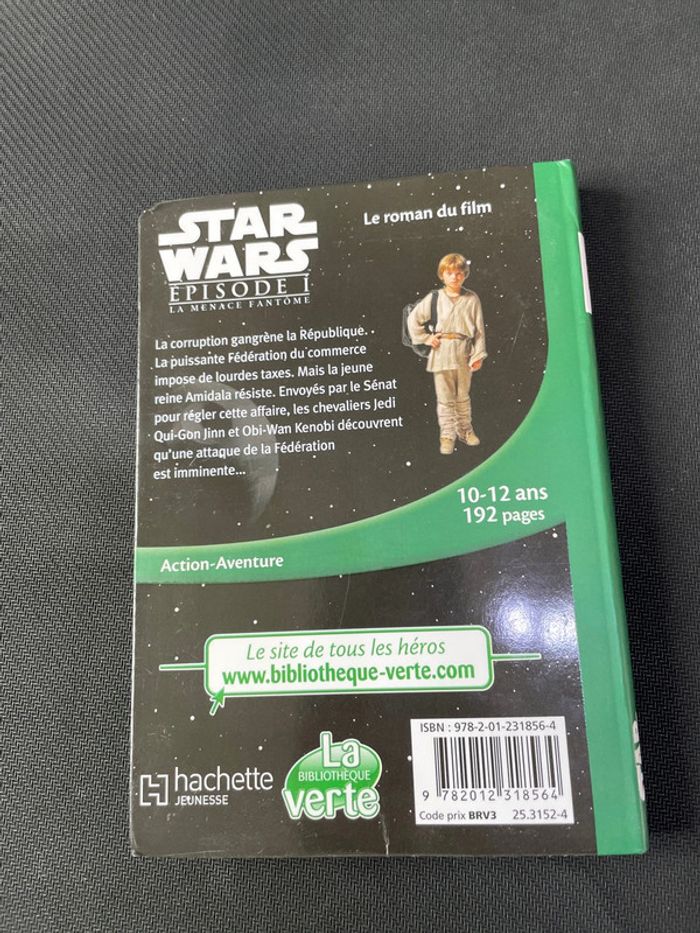 STAR
WARS
ÉPISODE I
LA MENACE FANTÔME
Le roman du film
La corruption gangrène la République.
La puissante Fédération du commerce
impose de lourdes taxes. Mais la jeune
reine Amidala résiste. Envoyés par le Sénat
pour régler cette affaire, les chevaliers Jedi
Qui-Gon Jinn et Obi-Wan Kenobi découvrent
qu'une attaque de la Fédération
est imminente...
10-12 ans
192 pages
Action-Aventure
Le site de tous les héros
www.bibliotheque-verte.com
hachette
JEUNESSE
La
BIBLIOTHÈQUE
verte
ISBN : 978-2-01-231856-4
9 782012 318564
Code prix BRV3 25.3152-4